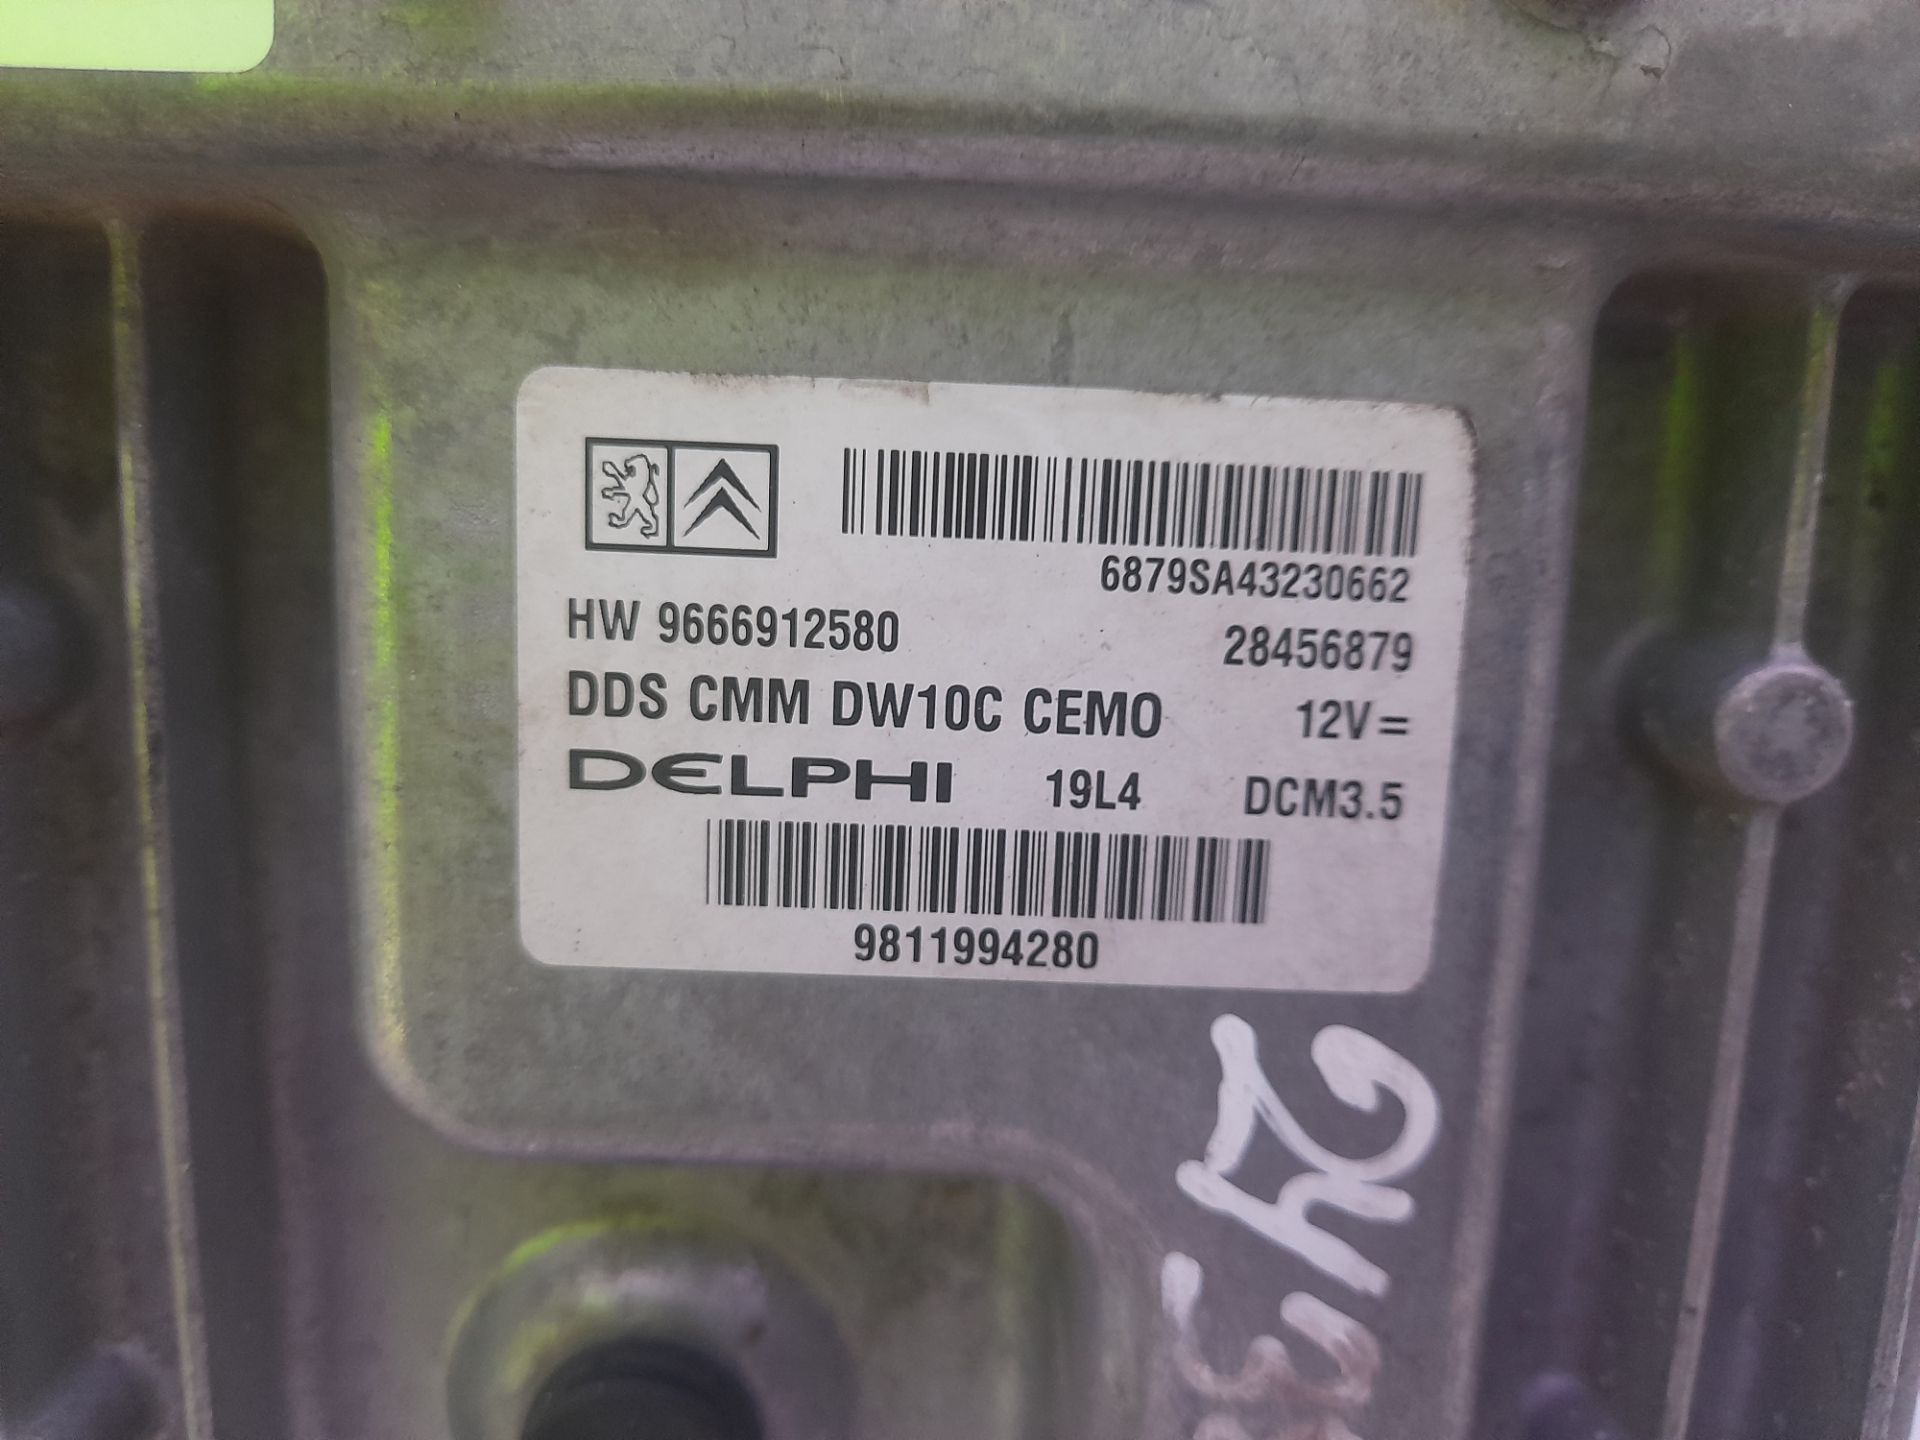 6879SA43230662
HW 9666912580 28456879
DDS CMM DW10C CEMO 12V=
DELPHI 19L4 DCM3.5
9811994280